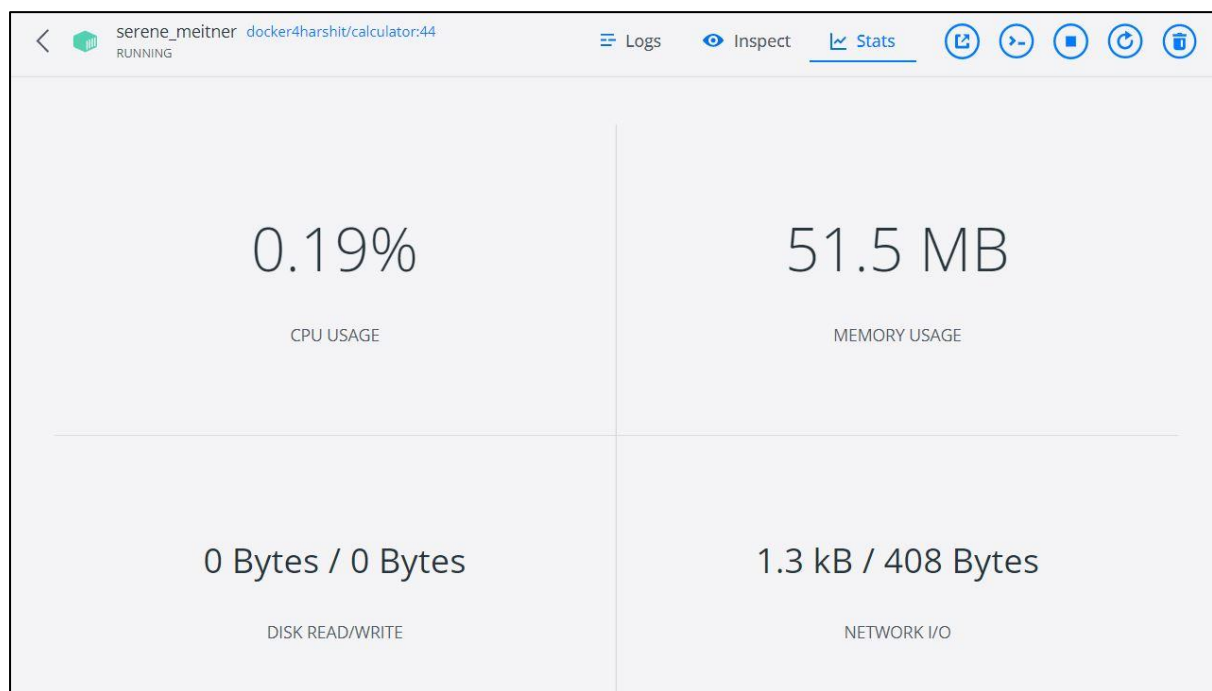 serene_meitner docker4harshit/calculator:44
RUNNING
Logs
Inspect
Stats
0.19%
CPU USAGE
51.5 MB
MEMORY USAGE
0 Bytes / 0 Bytes
DISK READ/WRITE
1.3 kB / 408 Bytes
NETWORK I/O